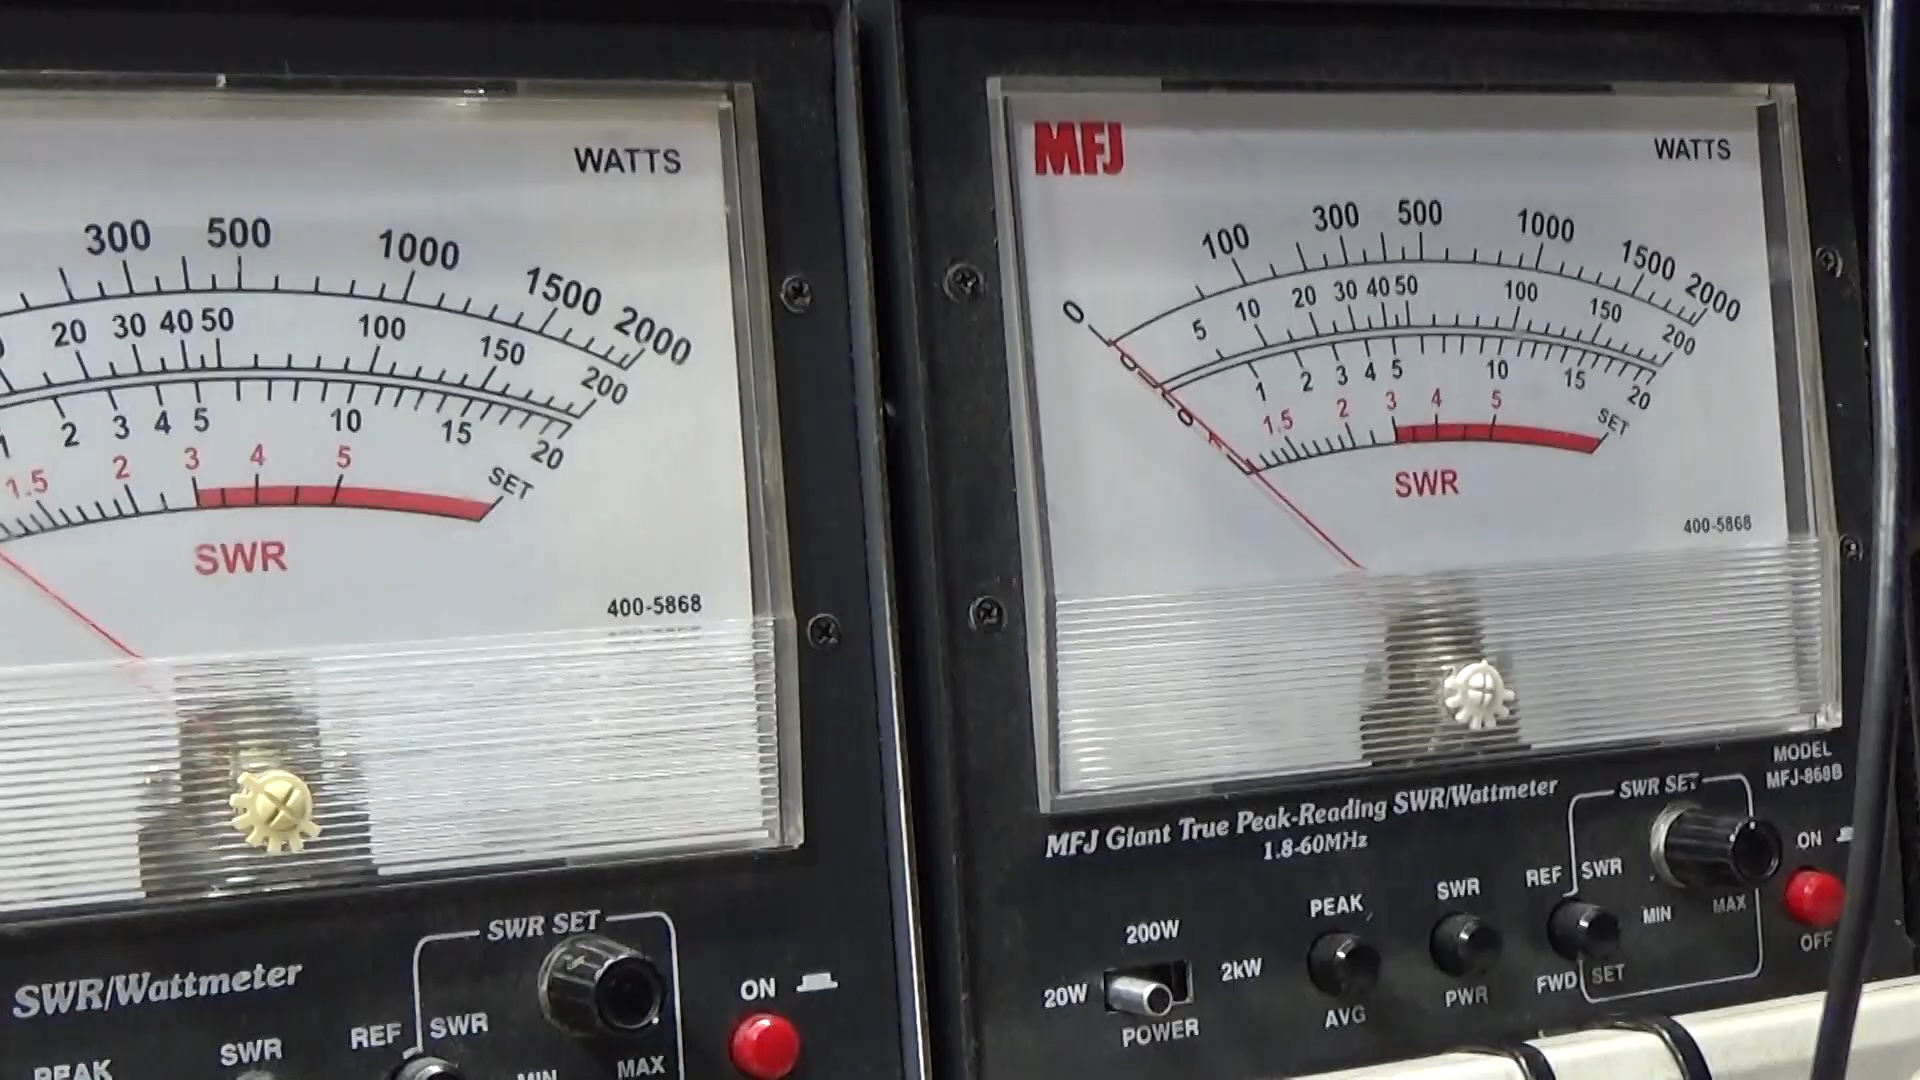 WATTS
300 500 1000 1500 2000
20 30 40 50 100 150 200
1 2 3 4 5 10 15 20
1.5 2 3 4 5 SET
SWR
400-5868
SWR/Wattmeter
SWR SET
PEAK
SWR
REF SWR
MIN MAX
ON
MFJ
WATTS
0 100 300 500 1000 1500 2000
0 5 10 20 30 40 50 100 150 200
0 1 2 3 4 5 10 15 20
1.5 2 3 4 5 SET
SWR
400-5868
MODEL
MFJ-868B
MFJ Giant True Peak-Reading SWR/Wattmeter
1.8-60MHz
SWR SET
200W
20W 2kW
POWER
PEAK
AVG
SWR
PWR
REF SWR
FWD SET
MIN MAX
ON
OFF